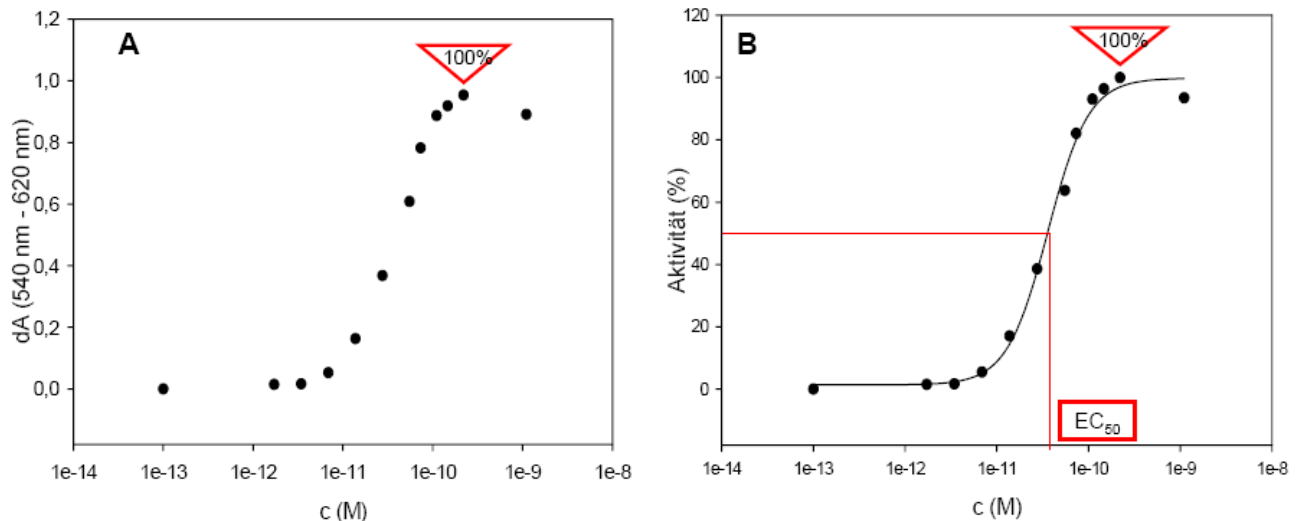 A
100%
dA (540 nm - 620 nm)
1,2
1,0
0,8
0,6
0,4
0,2
0,0
1e-14 1e-13 1e-12 1e-11 1e-10 1e-9 1e-8
c (M)
B
100%
Aktivität (%)
120
100
80
60
40
20
0
EC₅₀
1e-14 1e-13 1e-12 1e-11 1e-10 1e-9 1e-8
c (M)